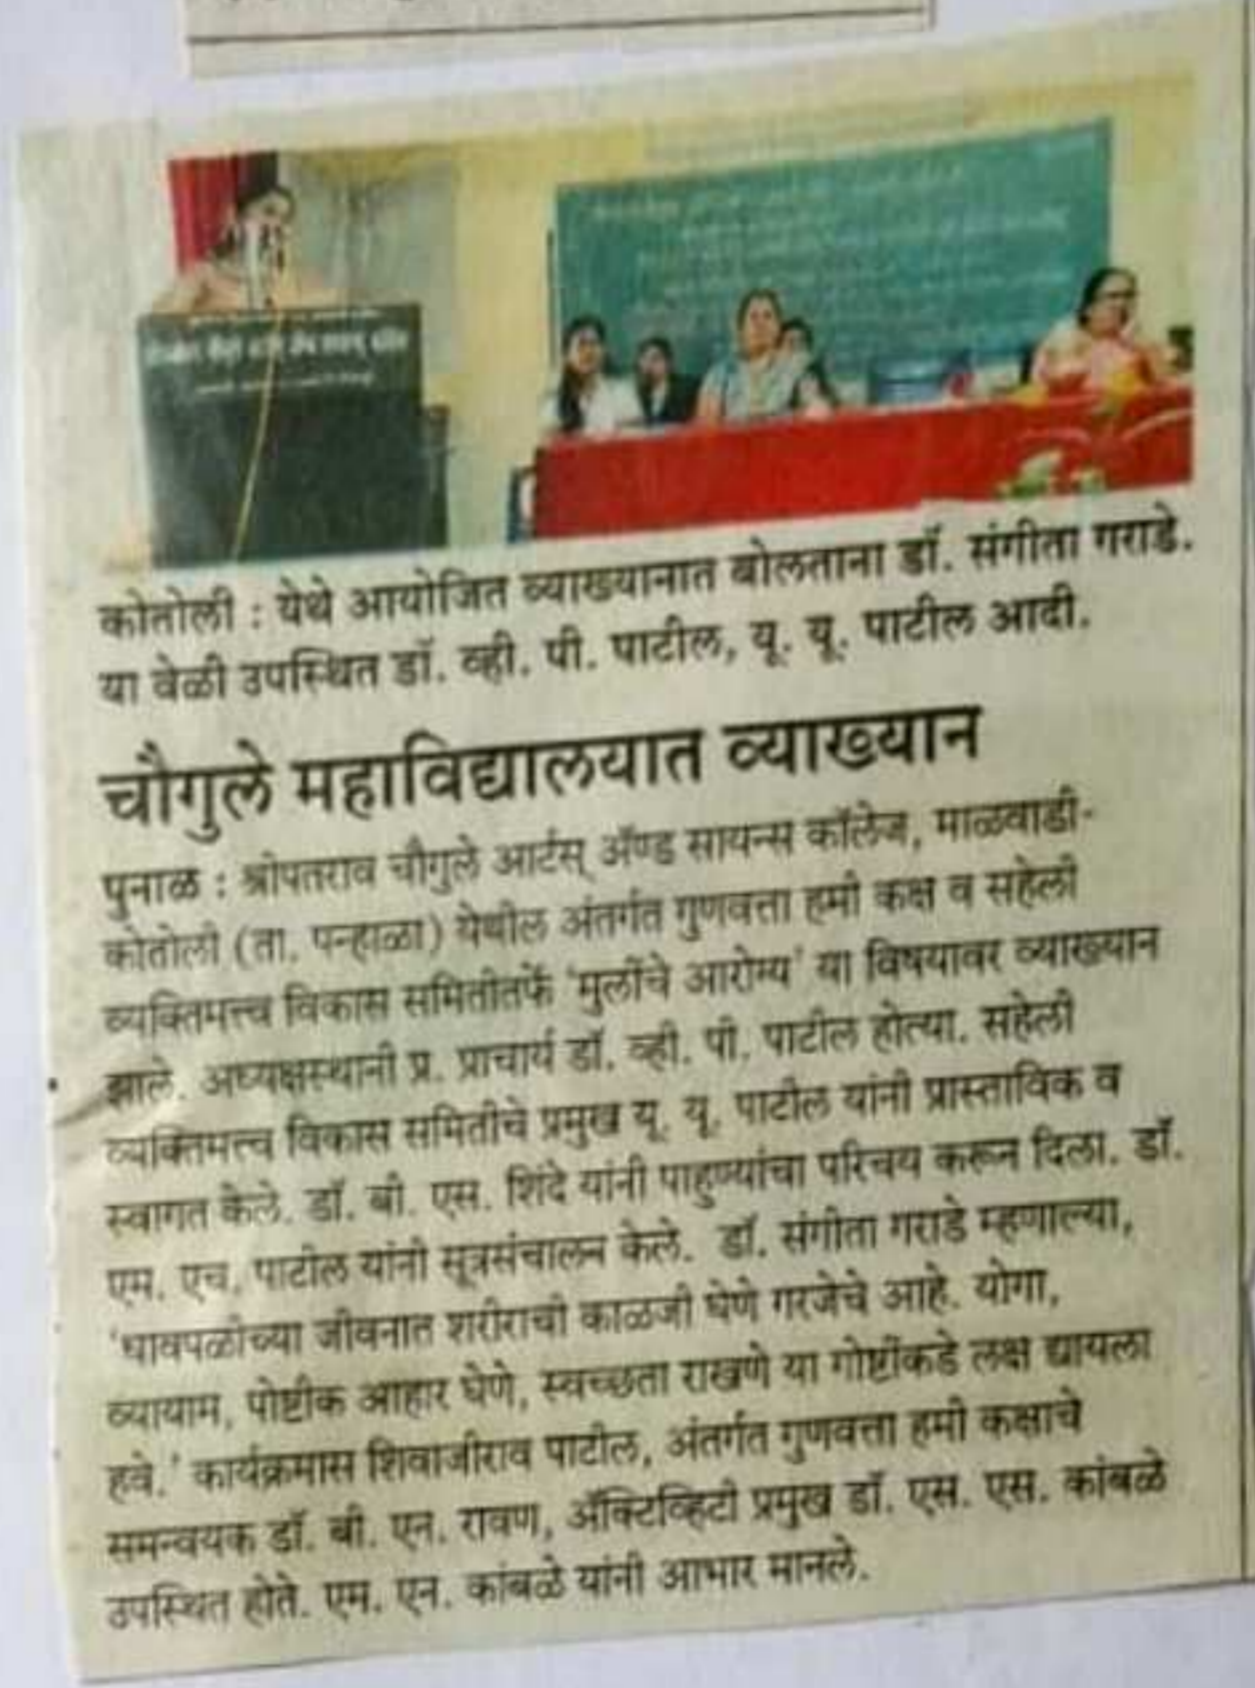 कोतोली : येथे आयोजित व्याख्यानात बोलताना डॉ. संगीता गराडे.
या वेळी उपस्थित डॉ. व्ही. पी. पाटील, यू. यू. पाटील आदी.
चौगुले महाविद्यालयात व्याख्यान
पुनाळ : श्रीपतराव चौगुले आर्टस् ॲण्ड सायन्स कॉलेज, माळवाडी-
कोतोली (ता. पन्हाळा) येथील अंतर्गत गुणवत्ता हमी कक्ष व सहेली
व्यक्तिमत्त्व विकास समितीतर्फे 'मुलींचे आरोग्य' या विषयावर व्याख्यान
झाले. अध्यक्षस्थानी प्र. प्राचार्य डॉ. व्ही. पी. पाटील होत्या. सहेली
व्यक्तिमत्त्व विकास समितीचे प्रमुख यू. यू. पाटील यांनी प्रास्ताविक व
स्वागत केले. डॉ. बी. एस. शिंदे यांनी पाहुण्यांचा परिचय करून दिला. डॉ.
एम. एच. पाटील यांनी सूत्रसंचालन केले. डॉ. संगीता गराडे म्हणाल्या,
'धावपळीच्या जीवनात शरीराची काळजी घेणे गरजेचे आहे. योगा,
व्यायाम, पोष्टीक आहार घेणे, स्वच्छता राखणे या गोष्टींकडे लक्ष द्यायला
हवे.' कार्यक्रमास शिवाजीराव पाटील, अंतर्गत गुणवत्ता हमी कक्षाचे
समन्वयक डॉ. बी. एन. रावण, ॲक्टिव्हिटी प्रमुख डॉ. एस. एस. कांबळे
उपस्थित होते. एम. एन. कांबळे यांनी आभार मानले.